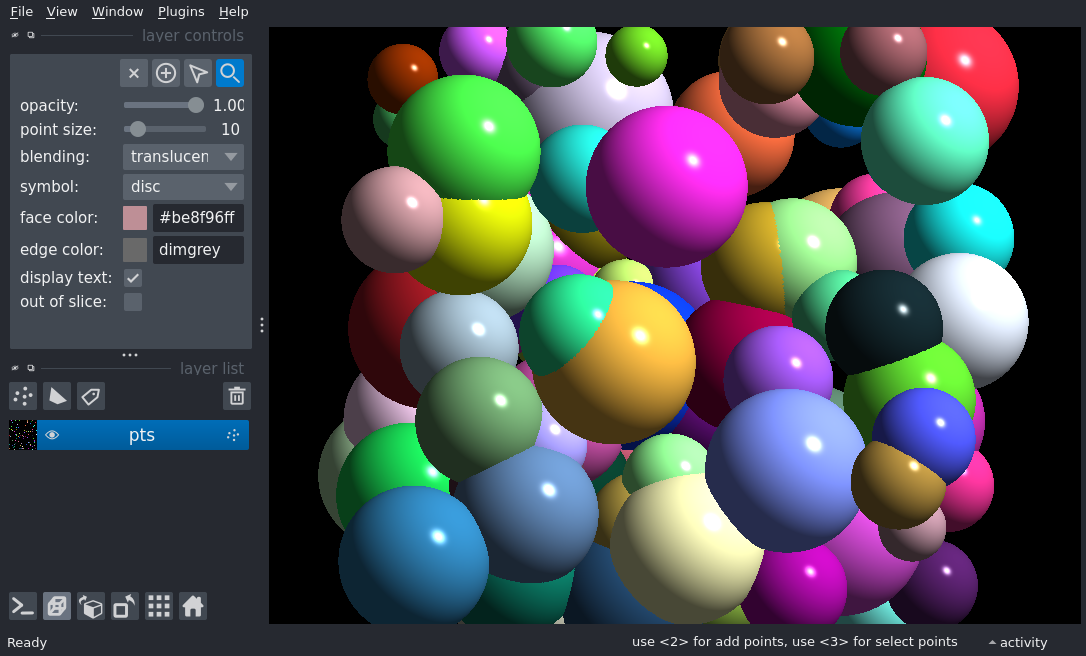 File View Window Plugins Help
layer controls
opacity: 1.00
point size: 10
blending: translucen
symbol: disc
face color: #be8f96ff
edge color: dimgrey
display text:
out of slice:
layer list
pts
Ready
use <2> for add points, use <3> for select points
activity